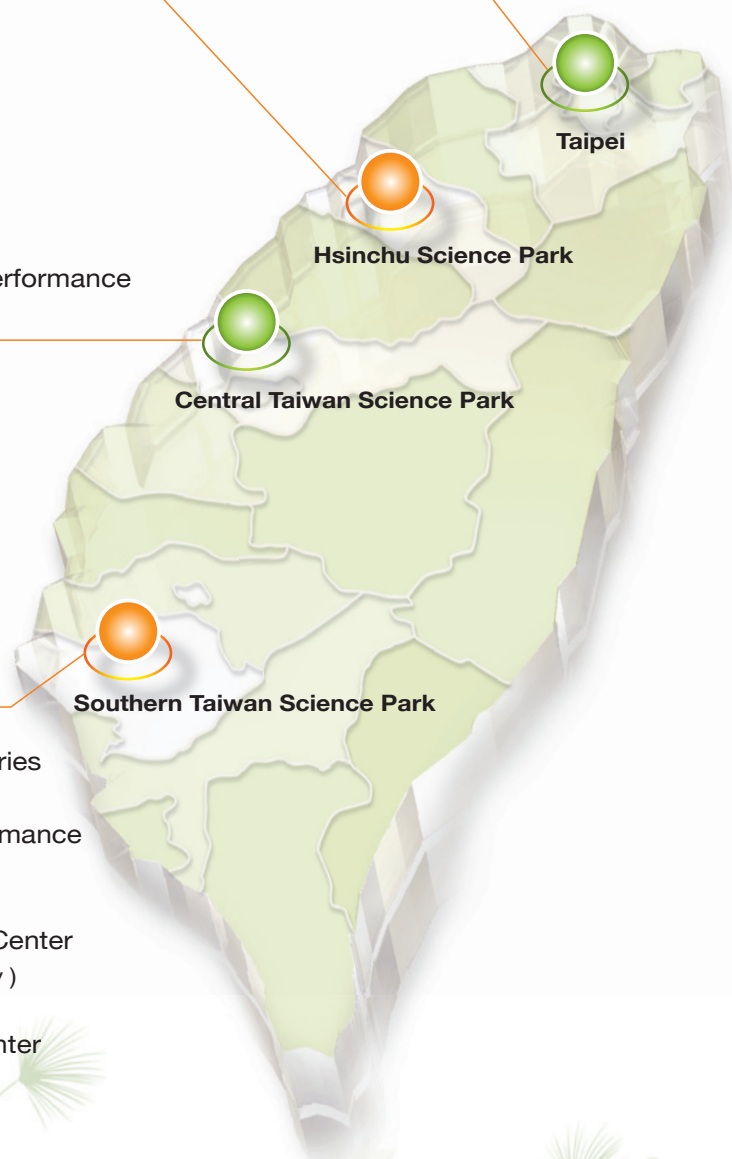 Taipei
Hsinchu Science Park
erformance
Central Taiwan Science Park
Southern Taiwan Science Park
ries
mance
Center
)
nter